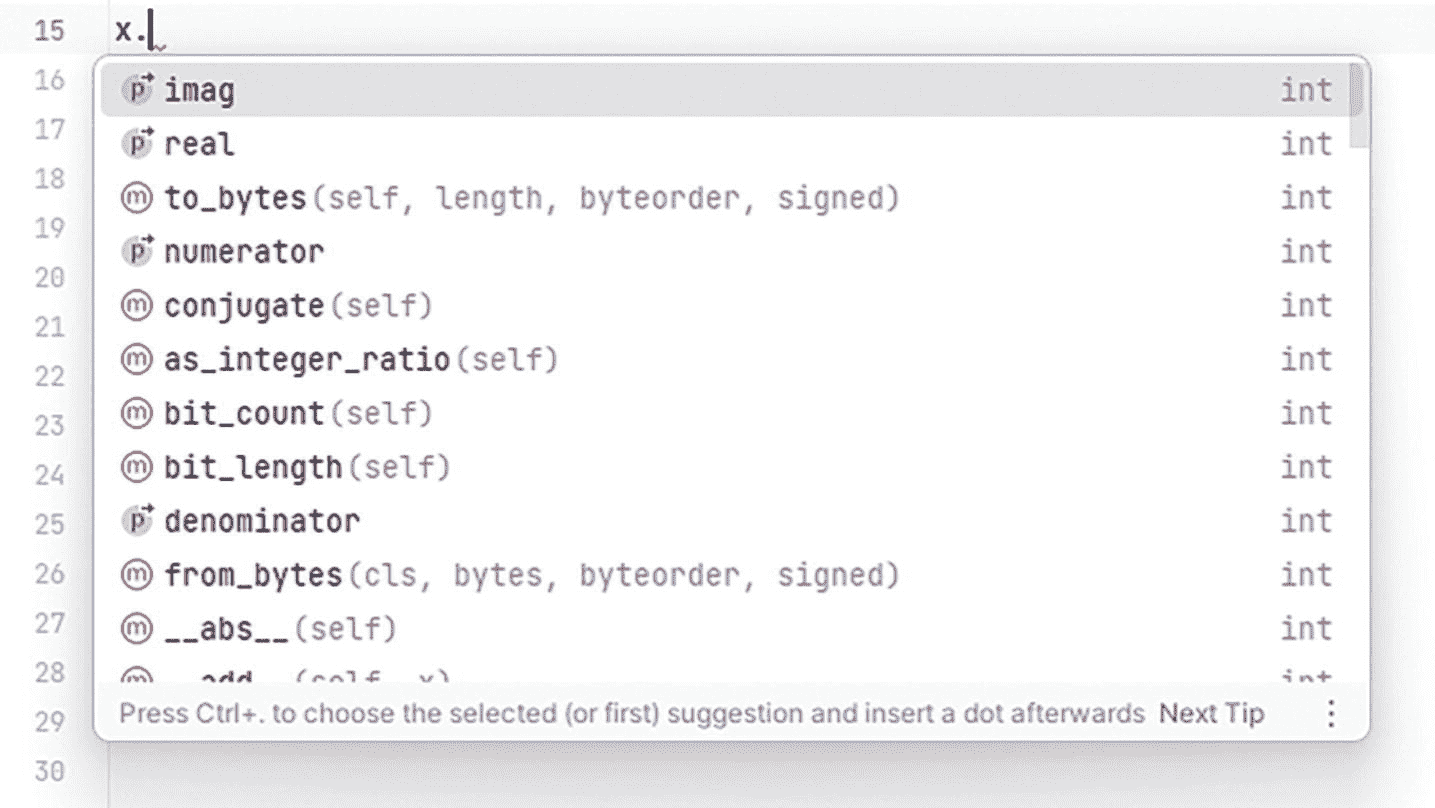 15 x.
16 imag int
17 real int
18 to_bytes(self, length, byteorder, signed) int
19 numerator int
20 conjugate(self) int
21 as_integer_ratio(self) int
22 bit_count(self) int
23 bit_length(self) int
24 denominator int
25 from_bytes(cls, bytes, byteorder, signed) int
26 __abs__(self) int
27 __add__(self, x) int
28 Press Ctrl+. to choose the selected (or first) suggestion and insert a dot afterwards Next Tip
29
30